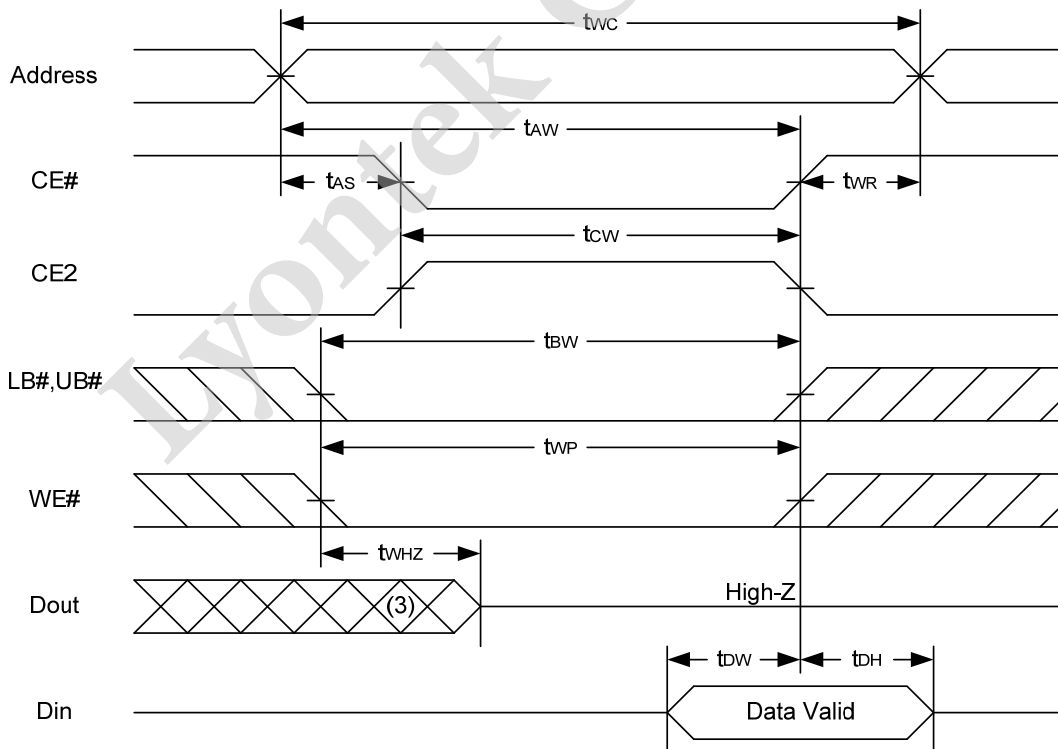 tWC
Address
tAW
CE#
tAS
tWR
tCW
CE2
tBW
LB#,UB#
tWP
WE#
tWHZ
Dout
(3)
High-Z
tDW
tDH
Din
Data Valid
Lyontek